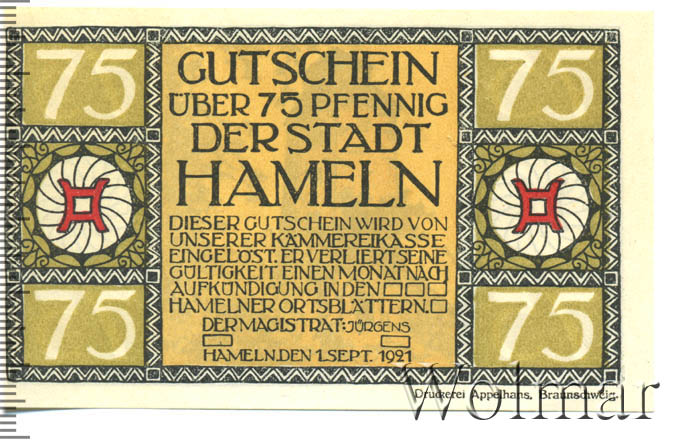 75 75
GUTSCHEIN
ÜBER 75 PFENNIG
DER STADT
HAMELN
DIESER GUTSCHEIN WIRD VON
UNSERER KÄMMEREIKASSE
EINGELÖST. ER VERLIERT SEINE
GÜLTIGKEIT EINEN MONAT NACH
AUFKÜNDIGUNG IN DEN
HAMELNER ORTSBLÄTTERN.
DER MAGISTRAT: JÜRGENS
HAMELN, DEN 1. SEPT. 1921
75 75
Druckerei Appelhans, Braunschweig.
Wolmar